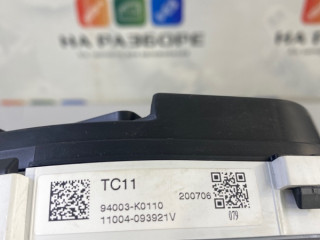 НА РАЗБОРЕ
НА РАЗБОРЕ
TC11
200706
94003-K0110
11004-093921V
079